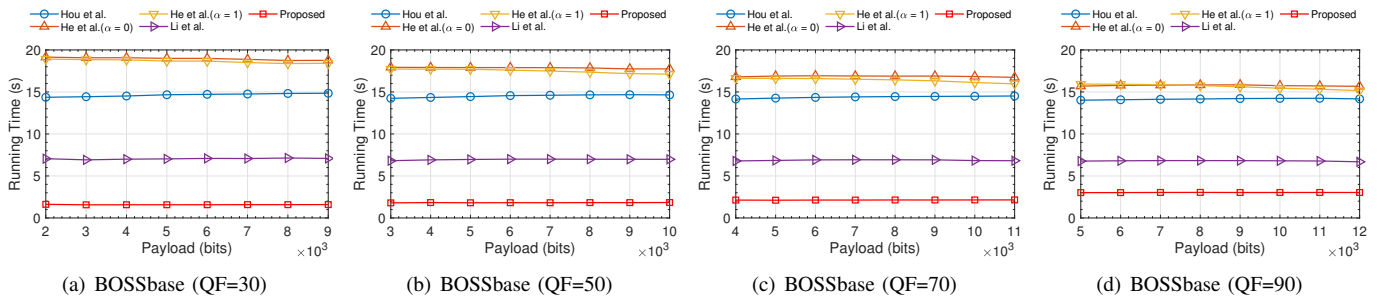 Hou et al. He et al.(α = 1) Proposed
He et al.(α = 0) Li et al.
20
15
10
5
0
Running Time (s)
2 3 4 5 6 7 8 9
Payload (bits) ×10³
(a) BOSSbase (QF=30)
Hou et al. He et al.(α = 1) Proposed
He et al.(α = 0) Li et al.
20
15
10
5
0
Running Time (s)
3 4 5 6 7 8 9 10
Payload (bits) ×10³
(b) BOSSbase (QF=50)
Hou et al. He et al.(α = 1) Proposed
He et al.(α = 0) Li et al.
20
15
10
5
0
Running Time (s)
4 5 6 7 8 9 10 11
Payload (bits) ×10³
(c) BOSSbase (QF=70)
Hou et al. He et al.(α = 1) Proposed
He et al.(α = 0) Li et al.
20
15
10
5
0
Running Time (s)
5 6 7 8 9 10 11 12
Payload (bits) ×10³
(d) BOSSbase (QF=90)